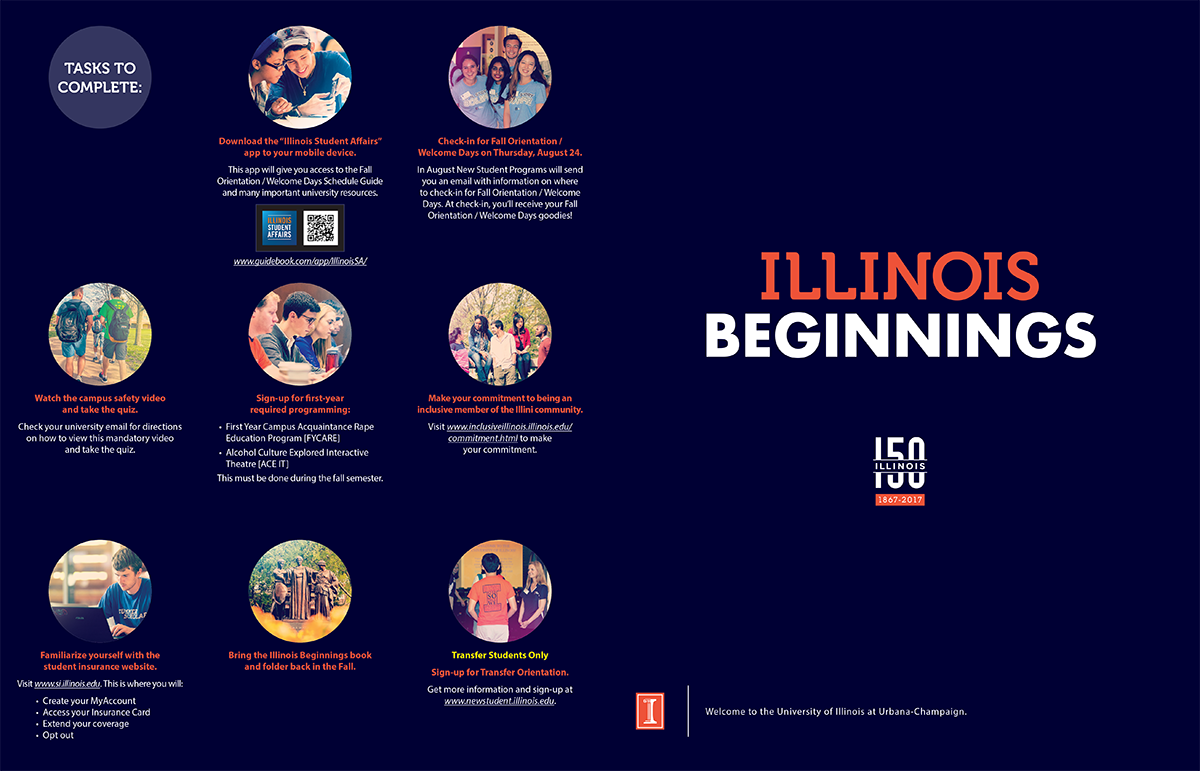 TASKS TO
COMPLETE:
Download the "Illinois Student Affairs"
app to your mobile device.
This app will give you access to the Fall
Orientation / Welcome Days Schedule Guide
and many important university resources.
ILLINOIS
STUDENT
AFFAIRS
www.guidebook.com/app/IllinoisSA/
Check-in for Fall Orientation /
Welcome Days on Thursday, August 24.
In August New Student Programs will send
you an email with information on where
to check-in for Fall Orientation / Welcome
Days. At check-in, you'll receive your Fall
Orientation / Welcome Days goodies!
Watch the campus safety video
and take the quiz.
Check your university email for directions
on how to view this mandatory video
and take the quiz.
Sign-up for first-year
required programming:
• First Year Campus Acquaintance Rape
Education Program [FYCARE]
• Alcohol Culture Explored Interactive
Theatre [ACE IT]
This must be done during the fall semester.
Make your commitment to being an
inclusive member of the Illini community.
Visit www.inclusiveillinois.illinois.edu/
commitment.html to make
your commitment.
Familiarize yourself with the
student insurance website.
Visit www.si.illinois.edu. This is where you will:
• Create your MyAccount
• Access your Insurance Card
• Extend your coverage
• Opt out
Bring the Illinois Beginnings book
and folder back in the Fall.
Transfer Students Only
Sign-up for Transfer Orientation.
Get more information and sign-up at
www.newstudent.illinois.edu.
ILLINOIS
BEGINNINGS
150
ILLINOIS
1867-2017
I
Welcome to the University of Illinois at Urbana-Champaign.